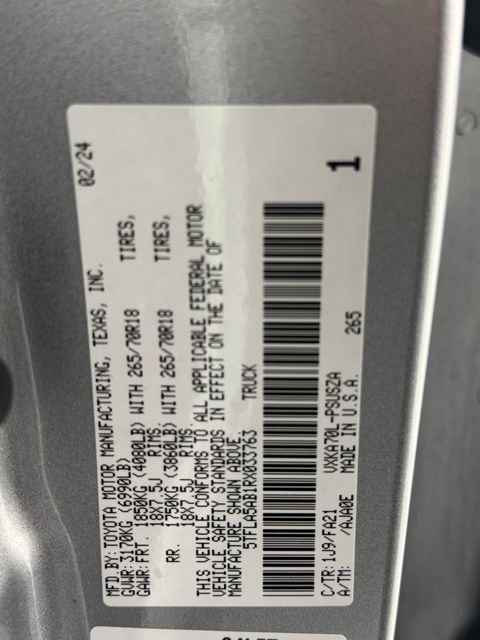 MFD.BY:TOYOTA MOTOR MANUFACTURING, TEXAS, INC. 02/24
GVWR:3170KG (6990LB)
GAWR:FRT. 1850KG (4080LB) WITH 265/70R18 TIRES,
18X7.5J RIMS.
RR. 1750KG (3860LB) WITH 265/70R18 TIRES,
18X7.5J RIMS.
THIS VEHICLE CONFORMS TO ALL APPLICABLE FEDERAL MOTOR
VEHICLE SAFETY STANDARDS IN EFFECT ON THE DATE OF
MANUFACTURE SHOWN ABOVE.
5TFLA5AB1RX033763 TRUCK
1
C/TR:1J9/FA21 VXKA70L-PSUSZA 265
A/TM: /AJA0E MADE IN U.S.A.